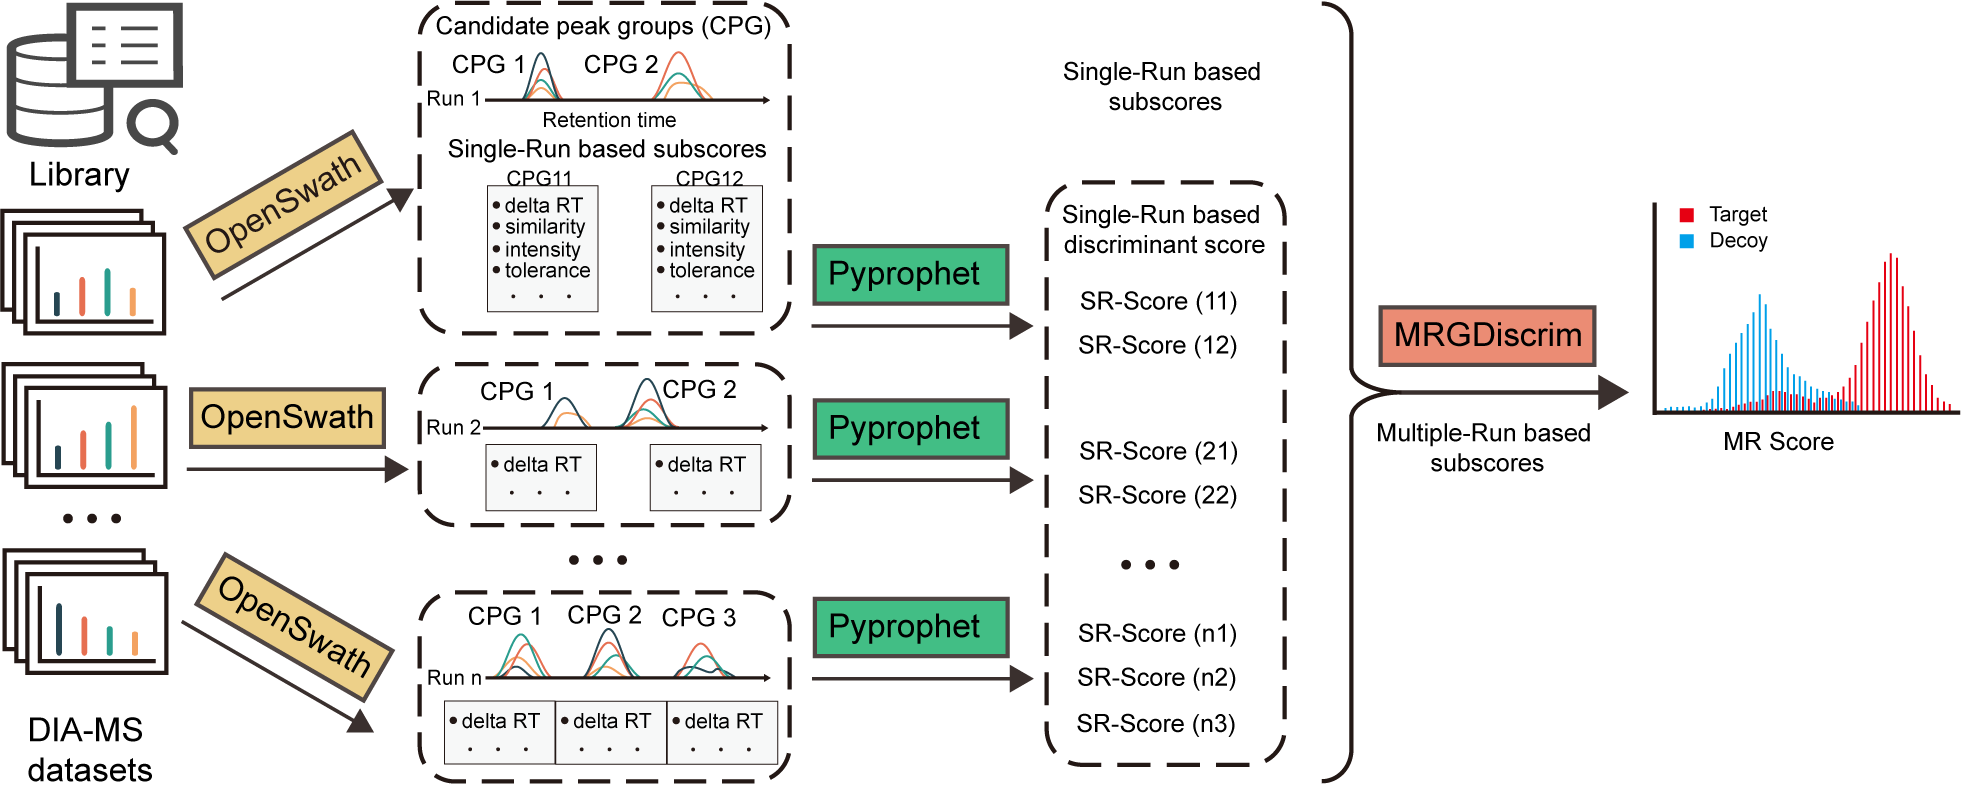 Library
DIA-MS
datasets
OpenSwath
OpenSwath
OpenSwath
Candidate peak groups (CPG)
CPG 1
CPG 2
Run 1
Retention time
Single-Run based subscores
CPG11
CPG12
• delta RT
• similarity
• intensity
• tolerance
. . .
• delta RT
• similarity
• intensity
• tolerance
. . .
CPG 1
CPG 2
Run 2
• delta RT
. . .
• delta RT
. . .
CPG 1
CPG 2
CPG 3
Run n
• delta RT
. . .
• delta RT
. . .
• delta RT
. . .
Pyprophet
Pyprophet
Pyprophet
Single-Run based
subscores
Single-Run based
discriminant score
SR-Score (11)
SR-Score (12)
SR-Score (21)
SR-Score (22)
SR-Score (n1)
SR-Score (n2)
SR-Score (n3)
MRGDiscrim
Multiple-Run based
subscores
Target
Decoy
MR Score